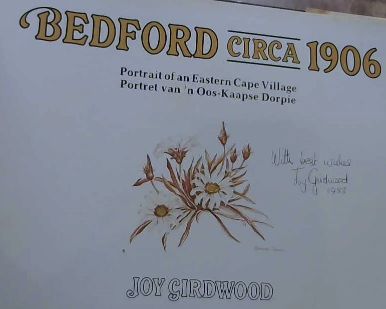 BEDFORD CIRCA 1906
Portrait of an Eastern Cape Village
Portret van 'n Oos-Kaapse Dorpie
With best wishes
Joy Girdwood
1988
JOY GIRDWOOD